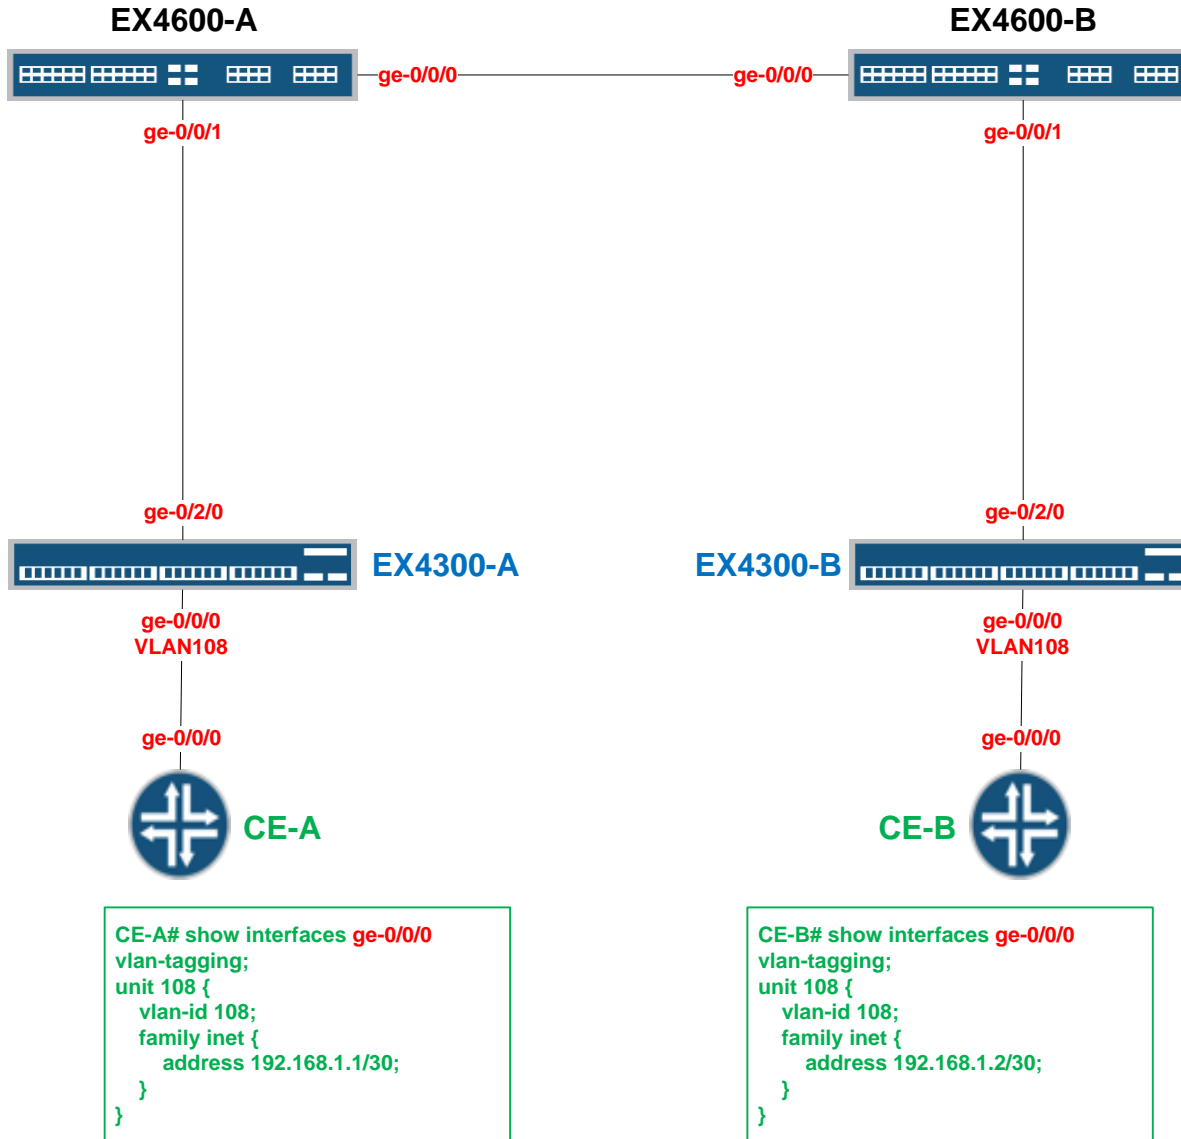 EX4600-A
EX4600-B
ge-0/0/0
ge-0/0/0
ge-0/0/1
ge-0/0/1
ge-0/2/0
ge-0/2/0
EX4300-A
EX4300-B
ge-0/0/0
VLAN108
ge-0/0/0
VLAN108
ge-0/0/0
ge-0/0/0
CE-A
CE-B
CE-A# show interfaces ge-0/0/0
vlan-tagging;
unit 108 {
vlan-id 108;
family inet {
address 192.168.1.1/30;
}
}
CE-B# show interfaces ge-0/0/0
vlan-tagging;
unit 108 {
vlan-id 108;
family inet {
address 192.168.1.2/30;
}
}